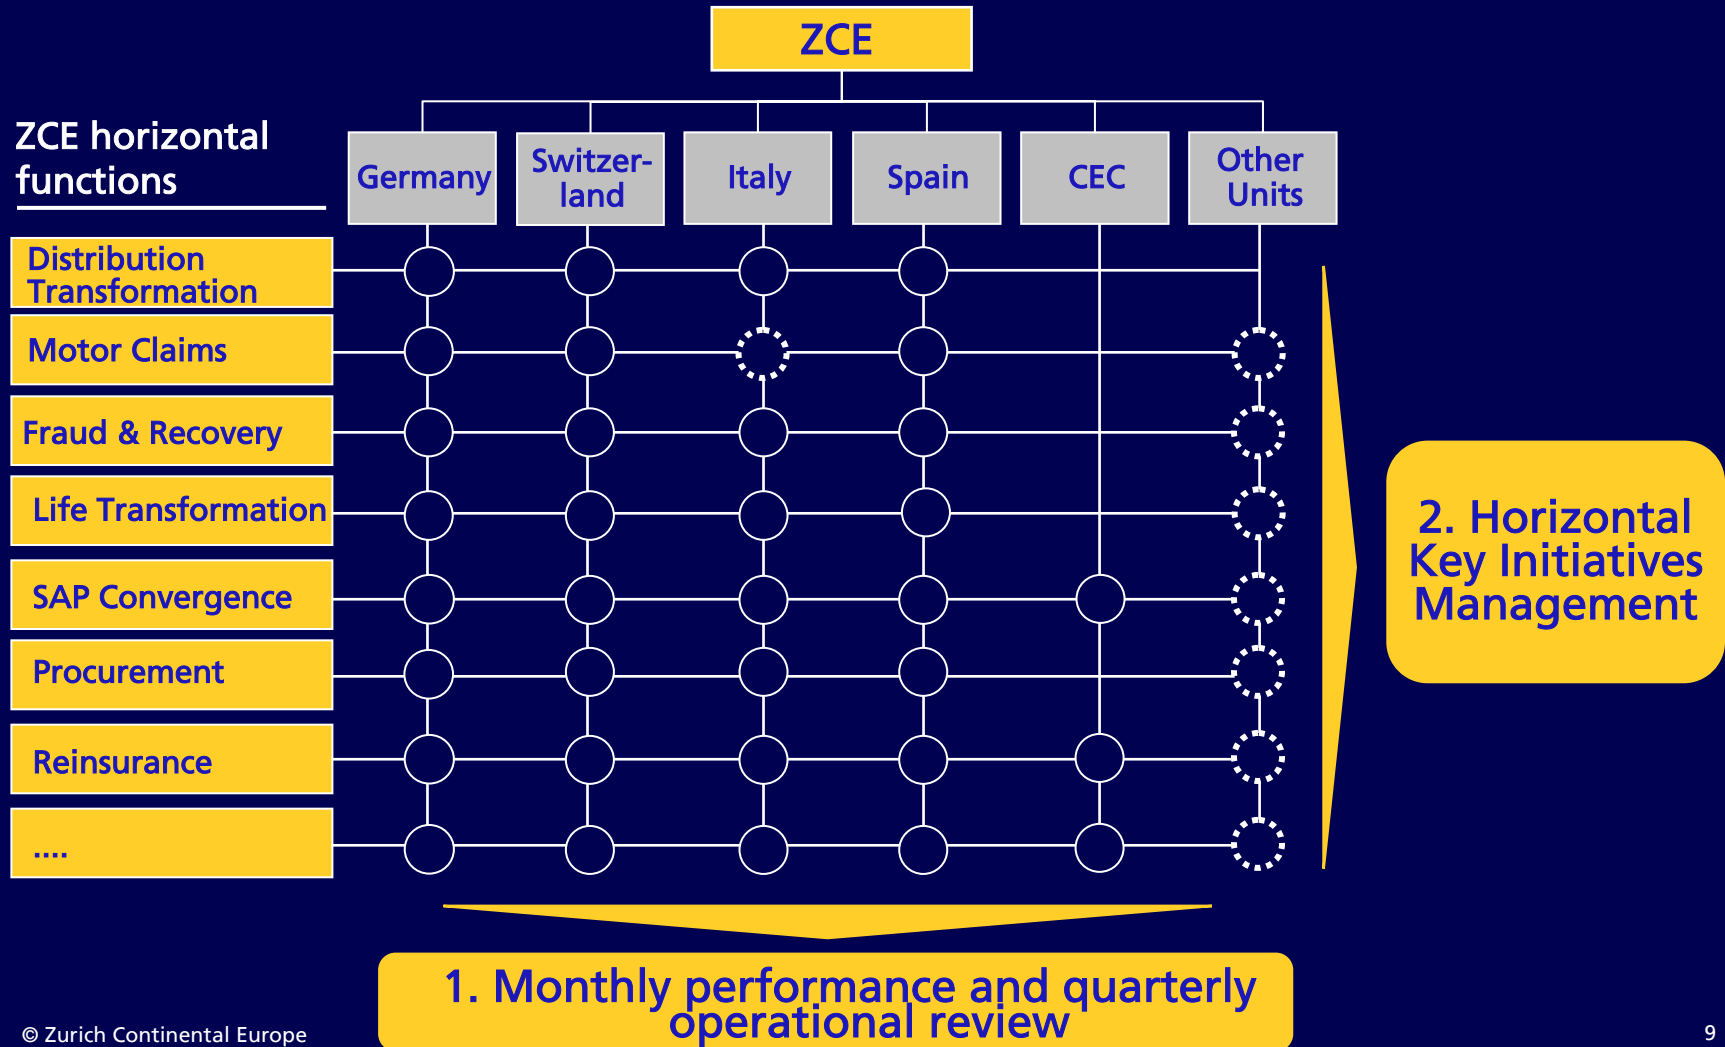 ZCE
ZCE horizontal
functions
Germany
Switzer-
land
Italy
Spain
CEC
Other
Units
Distribution
Transformation
Motor Claims
Fraud & Recovery
Life Transformation
SAP Convergence
Procurement
Reinsurance
....
2. Horizontal
Key Initiatives
Management
1. Monthly performance and quarterly
operational review
© Zurich Continental Europe
9